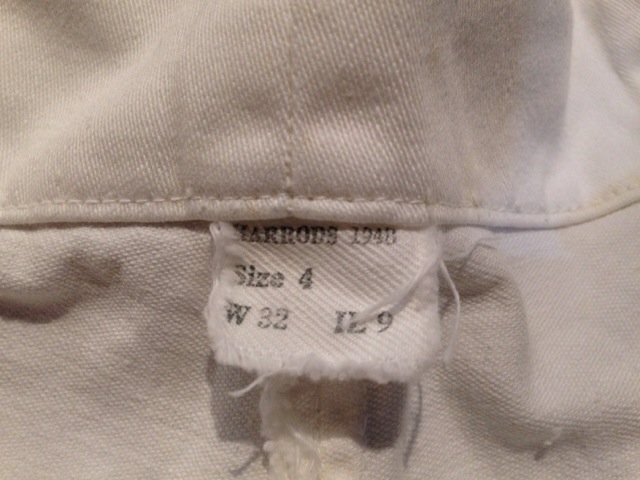 HARRODS 1948
Size 4
W 32 IL 9